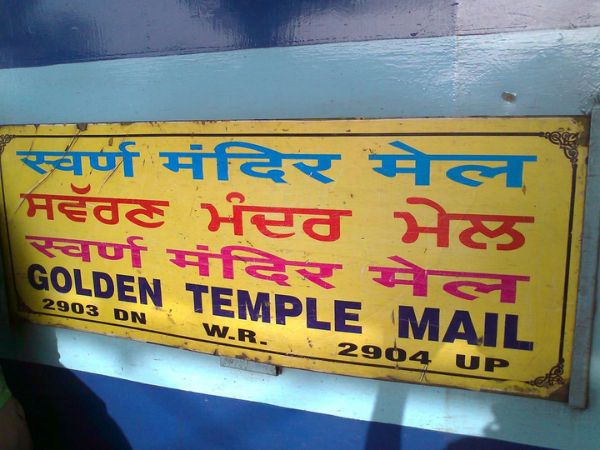 स्वर्ण मंदिर मेल
ਸਵੱਰਣ ਮੰਦਰ ਮੇਲ
स्वर्ण मंदिर मेल
GOLDEN TEMPLE MAIL
2903 DN W.R. 2904 UP